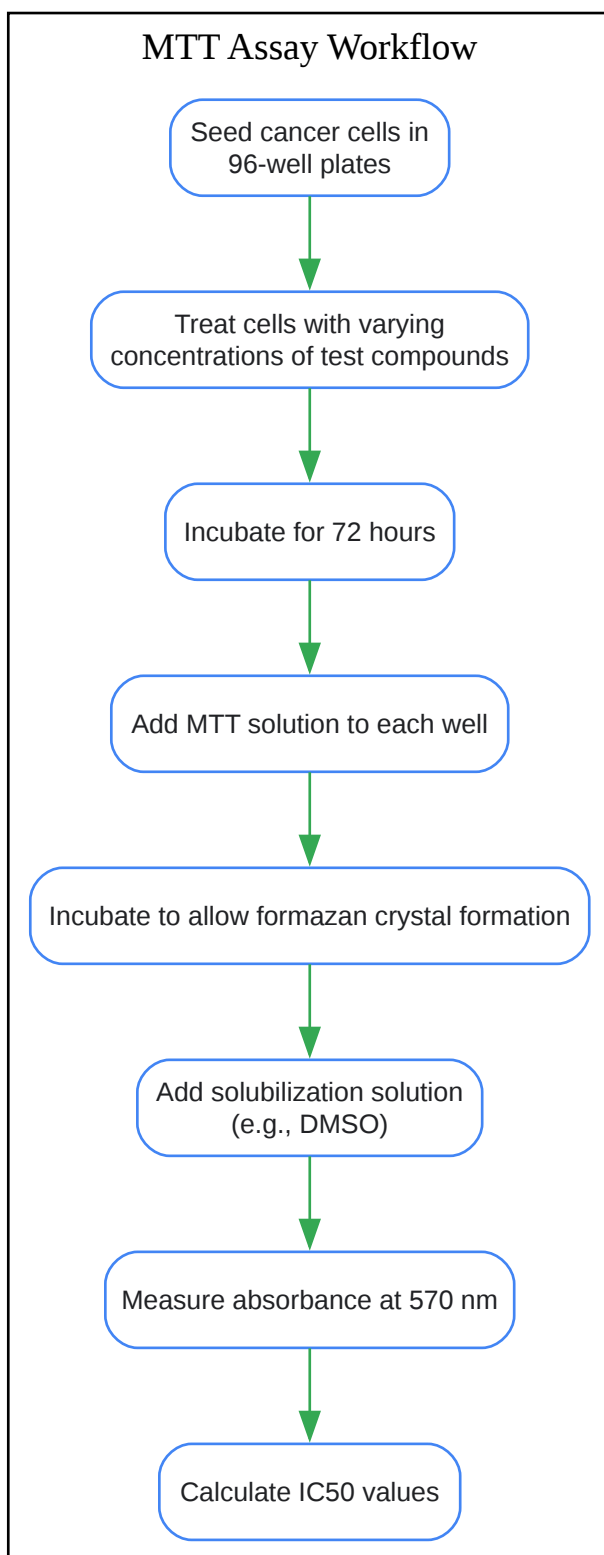 MTT Assay Workflow
Seed cancer cells in
96-well plates
Treat cells with varying
concentrations of test compounds
Incubate for 72 hours
Add MTT solution to each well
Incubate to allow formazan crystal formation
Add solubilization solution
(e.g., DMSO)
Measure absorbance at 570 nm
Calculate IC50 values